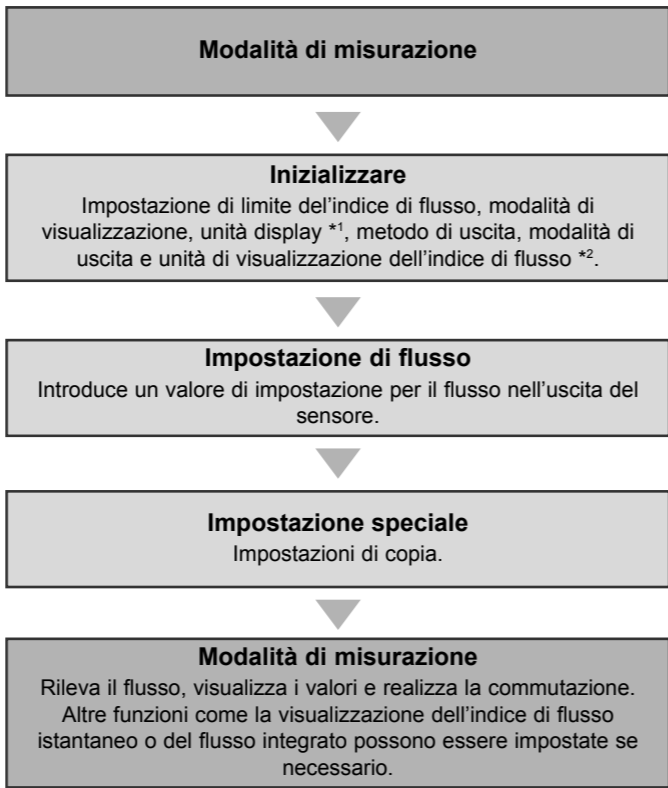 Modalità di misurazione
Inizializzare
Impostazione di limite del'indice di flusso, modalità di
visualizzazione, unità display *1, metodo di uscita, modalità di
uscita e unità di visualizzazione dell'indice di flusso *2.
Impostazione di flusso
Introduce un valore di impostazione per il flusso nell'uscita del
sensore.
Impostazione speciale
Impostazioni di copia.
Modalità di misurazione
Rileva il flusso, visualizza i valori e realizza la commutazione.
Altre funzioni come la visualizzazione dell'indice di flusso
istantaneo o del flusso integrato possono essere impostate se
necessario.